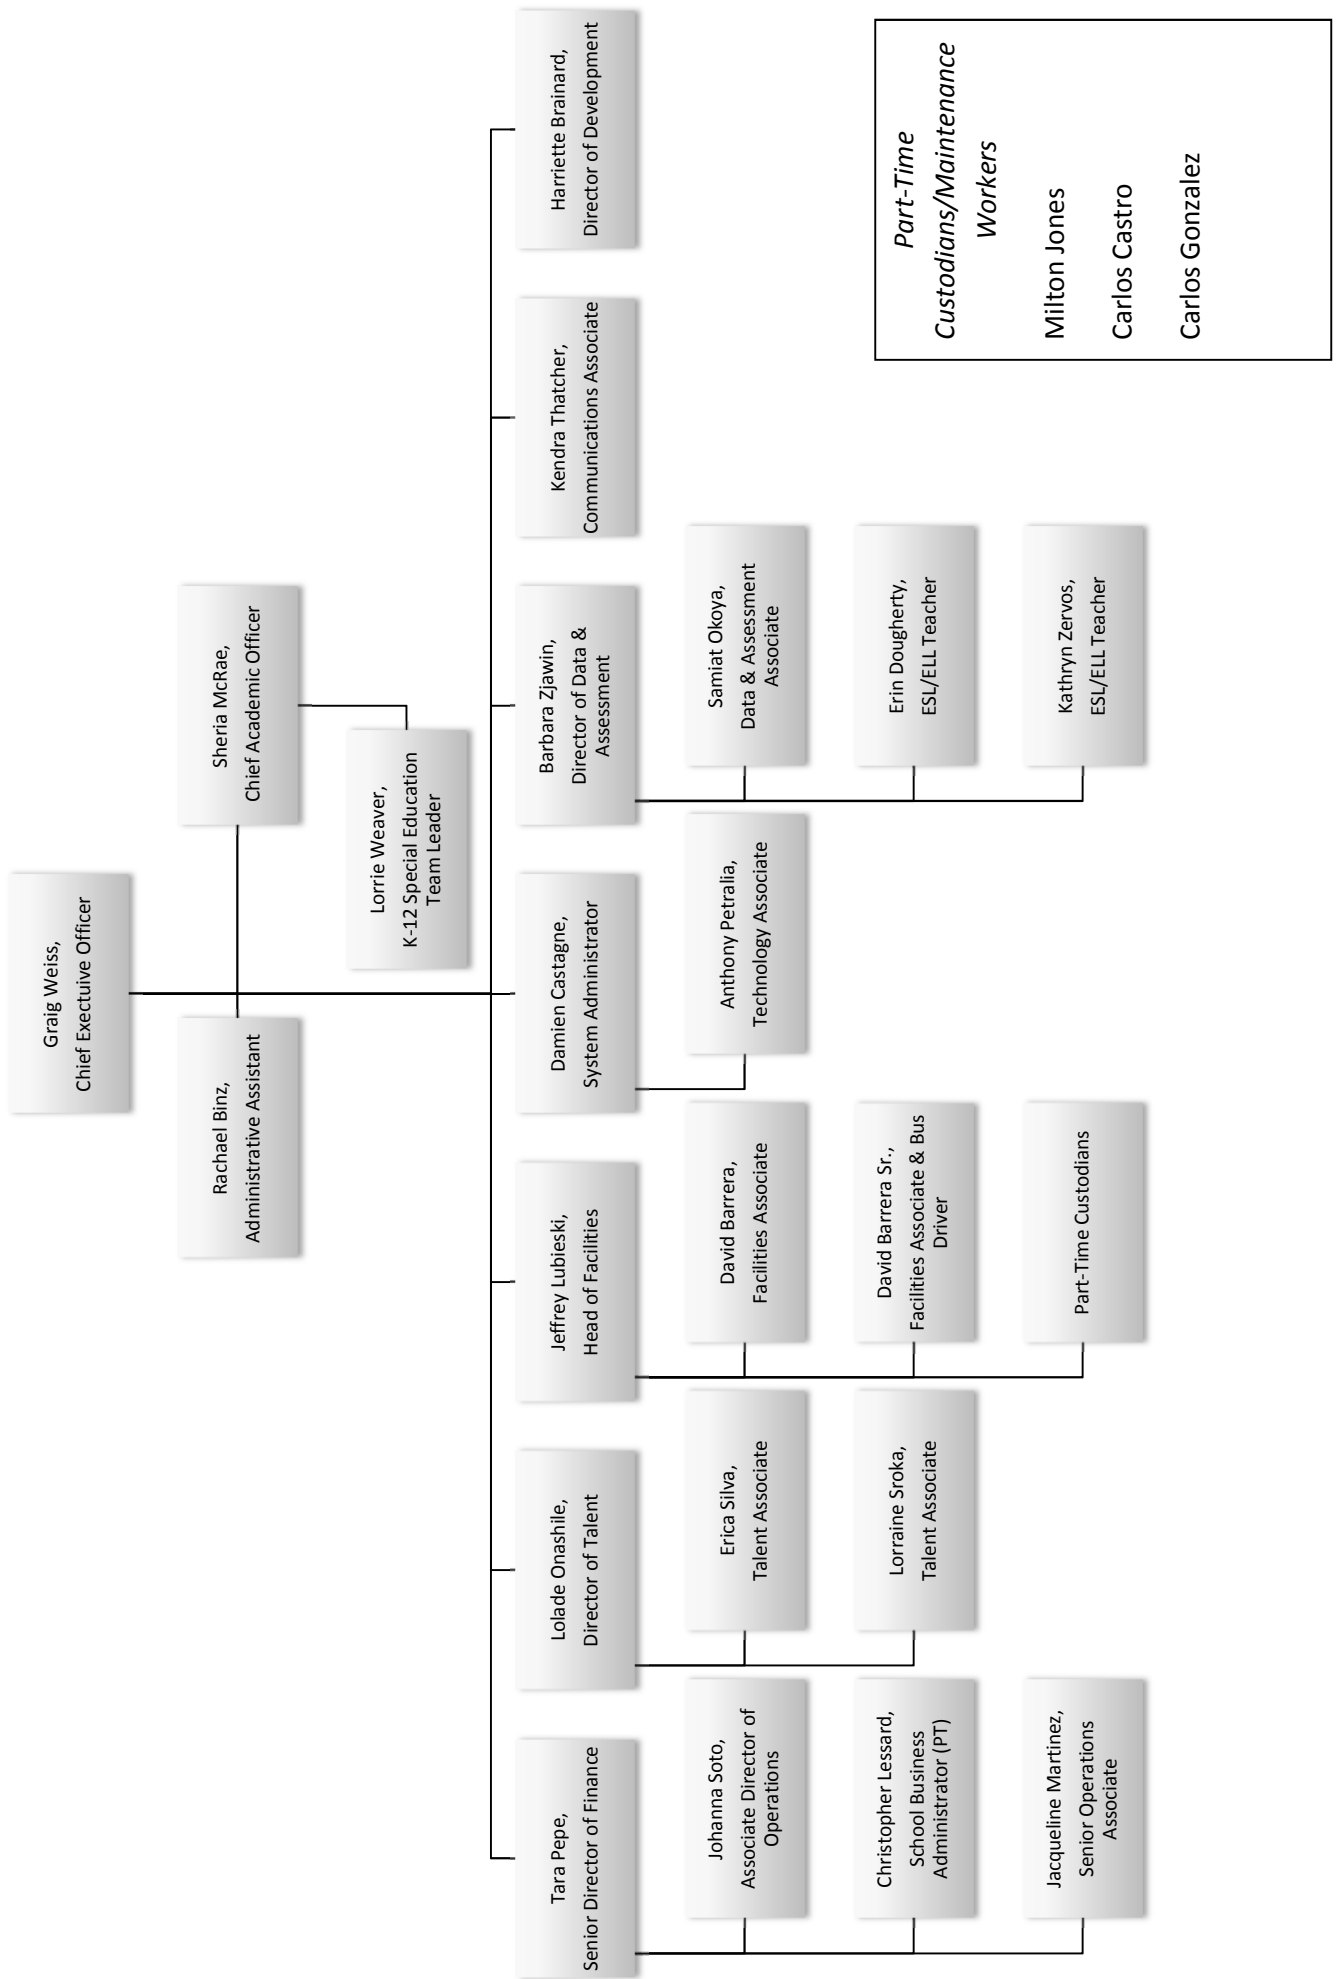 Graig Weiss,
Chief Exectuive Officer
Rachael Binz,
Administrative Assistant
Sheria McRae,
Chief Academic Officer
Lorrie Weaver,
K-12 Special Education
Team Leader
Tara Pepe,
Senior Director of Finance
Lolade Onashile,
Director of Talent
Jeffrey Lubieski,
Head of Facilities
Damien Castagne,
System Administrator
Barbara Zjawin,
Director of Data &
Assessment
Kendra Thatcher,
Communications Associate
Harriette Brainard,
Director of Development
Johanna Soto,
Associate Director of
Operations
Erica Silva,
Talent Associate
David Barrera,
Facilities Associate
Anthony Petralia,
Technology Associate
Samiat Okoya,
Data & Assessment
Associate
Christopher Lessard,
School Business
Administrator (PT)
Lorraine Sroka,
Talent Associate
David Barrera Sr.,
Facilities Associate & Bus
Driver
Erin Dougherty,
ESL/ELL Teacher
Jacqueline Martinez,
Senior Operations
Associate
Part-Time Custodians
Kathryn Zervos,
ESL/ELL Teacher
Part-Time
Custodians/Maintenance
Workers
Milton Jones
Carlos Castro
Carlos Gonzalez